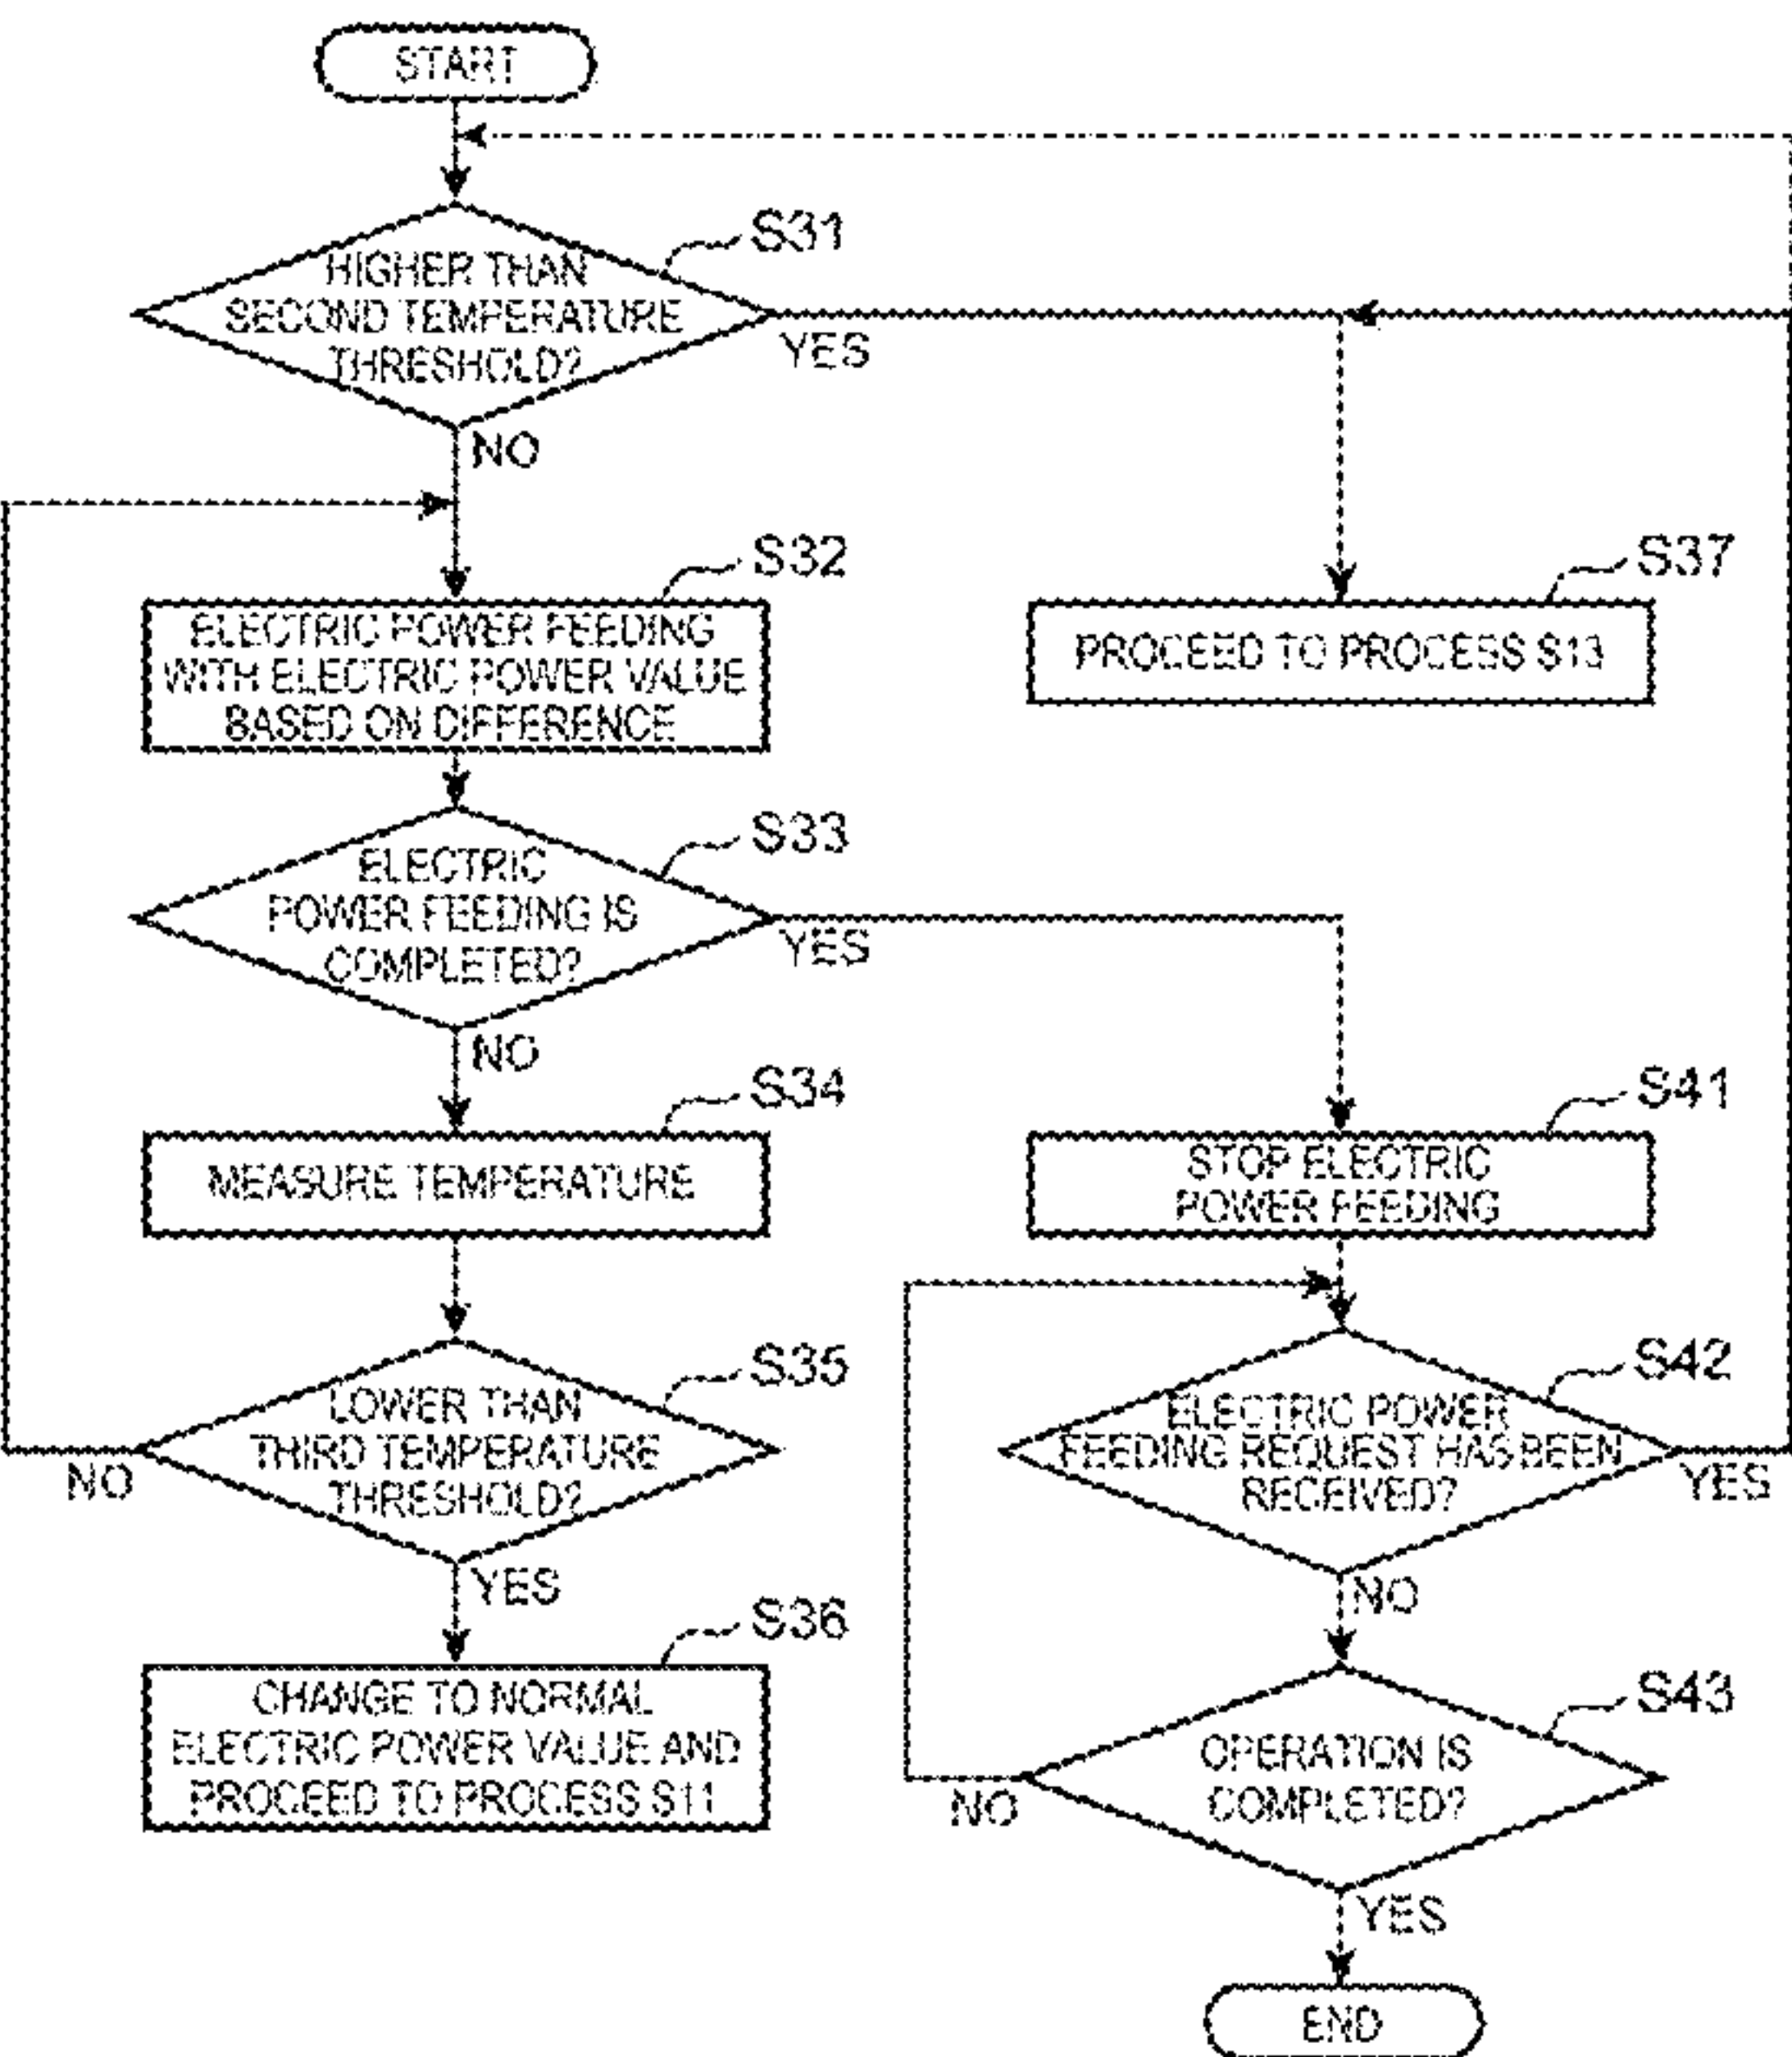 START
S31
HIGHER THAN
SECOND TEMPERATURE
THRESHOLD?
YES
NO
S32
ELECTRIC POWER FEEDING
WITH ELECTRIC POWER VALUE
BASED ON DIFFERENCE
S37
PROCEED TO PROCESS S13
S33
ELECTRIC
POWER FEEDING IS
COMPLETED?
YES
NO
S34
MEASURE TEMPERATURE
S41
STOP ELECTRIC
POWER FEEDING
S35
LOWER THAN
THIRD TEMPERATURE
THRESHOLD?
NO
YES
S42
ELECTRIC POWER
FEEDING REQUEST HAS BEEN
RECEIVED?
YES
NO
S36
CHANGE TO NORMAL
ELECTRIC POWER VALUE AND
PROCEED TO PROCESS S11
S43
OPERATION IS
COMPLETED?
NO
YES
END